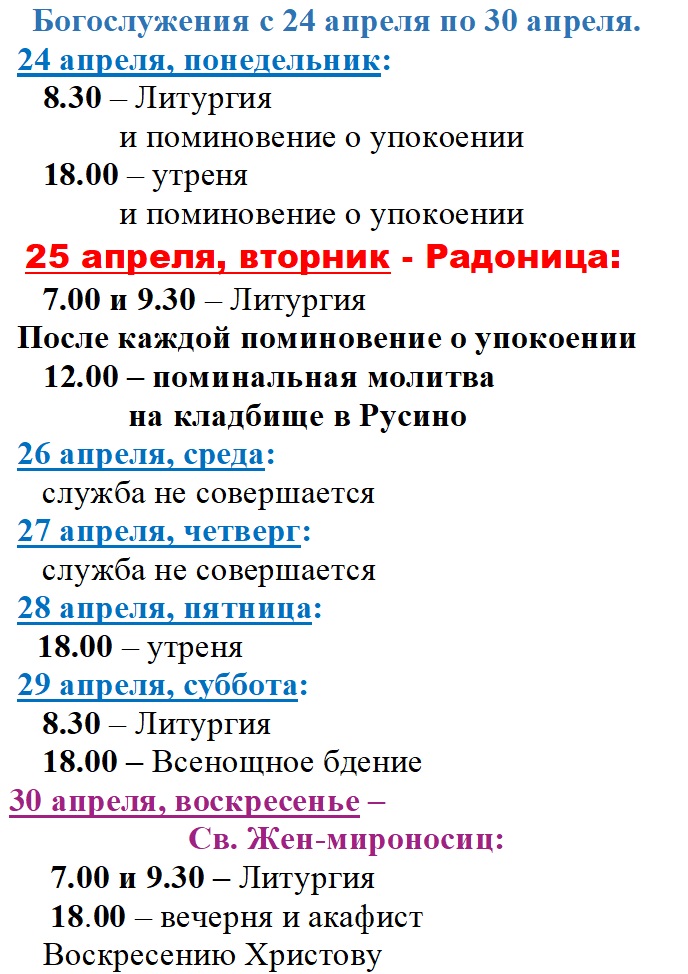 Богослужения с 24 апреля по 30 апреля.
24 апреля, понедельник:
8.30 – Литургия
и поминовение о упокоении
18.00 – утреня
и поминовение о упокоении
25 апреля, вторник - Радоница:
7.00 и 9.30 – Литургия
После каждой поминовение о упокоении
12.00 – поминальная молитва
на кладбище в Русино
26 апреля, среда:
служба не совершается
27 апреля, четверг:
служба не совершается
28 апреля, пятница:
18.00 – утреня
29 апреля, суббота:
8.30 – Литургия
18.00 – Всенощное бдение
30 апреля, воскресенье –
Св. Жен-мироносиц:
7.00 и 9.30 – Литургия
18.00 – вечерня и акафист
Воскресению Христову